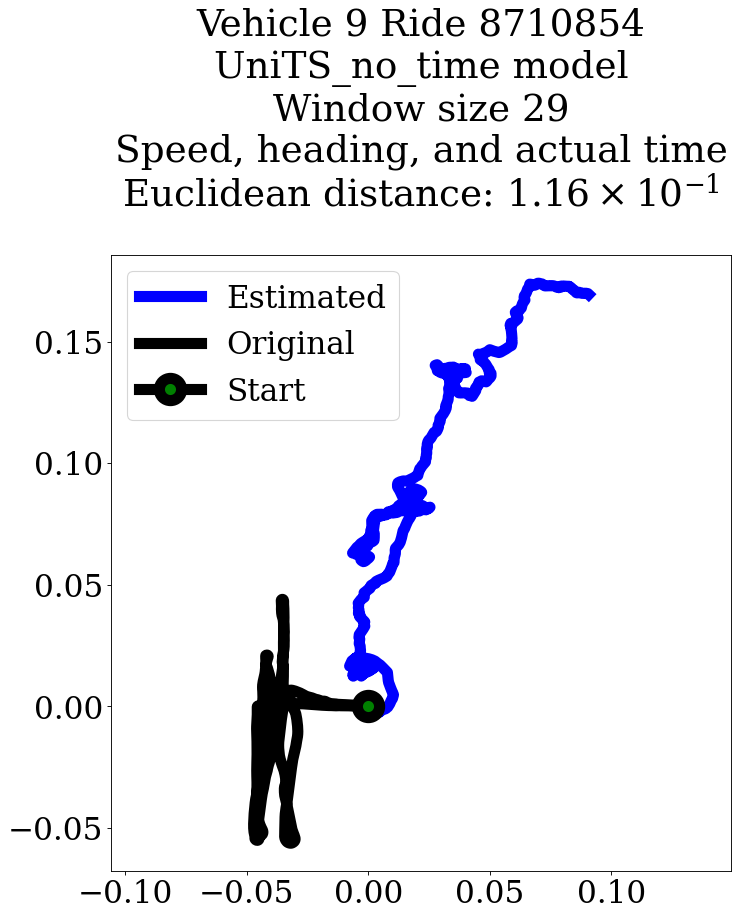 Vehicle 9 Ride 8710854
UniTS_no_time model
Window size 29
Speed, heading, and actual time
Euclidean distance: 1.16 × 10⁻¹
Estimated
Original
Start
0.15
0.10
0.05
0.00
−0.05
−0.10 −0.05 0.00 0.05 0.10